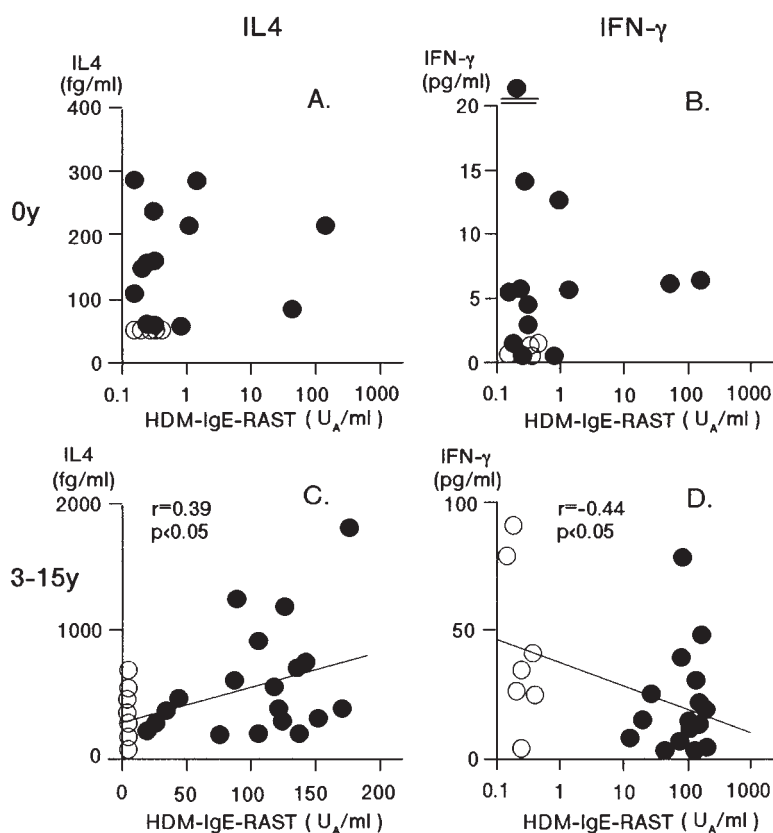 IL4
IFN-γ
IL4
(fg/ml)
A.
400
300
200
100
0
0y
0.1 1 10 100 1000
HDM-IgE-RAST ( U_A/ml )
IFN-γ
(pg/ml)
B.
20
15
10
5
0
0.1 1 10 100 1000
HDM-IgE-RAST ( U_A/ml )
IL4
(fg/ml)
C.
r=0.39
p<0.05
2000
1000
0
3-15y
0 50 100 150 200
HDM-IgE-RAST ( U_A/ml )
IFN-γ
(pg/ml)
D.
r=-0.44
p<0.05
100
50
0
0.1 1 10 100 1000
HDM-IgE-RAST ( U_A/ml )